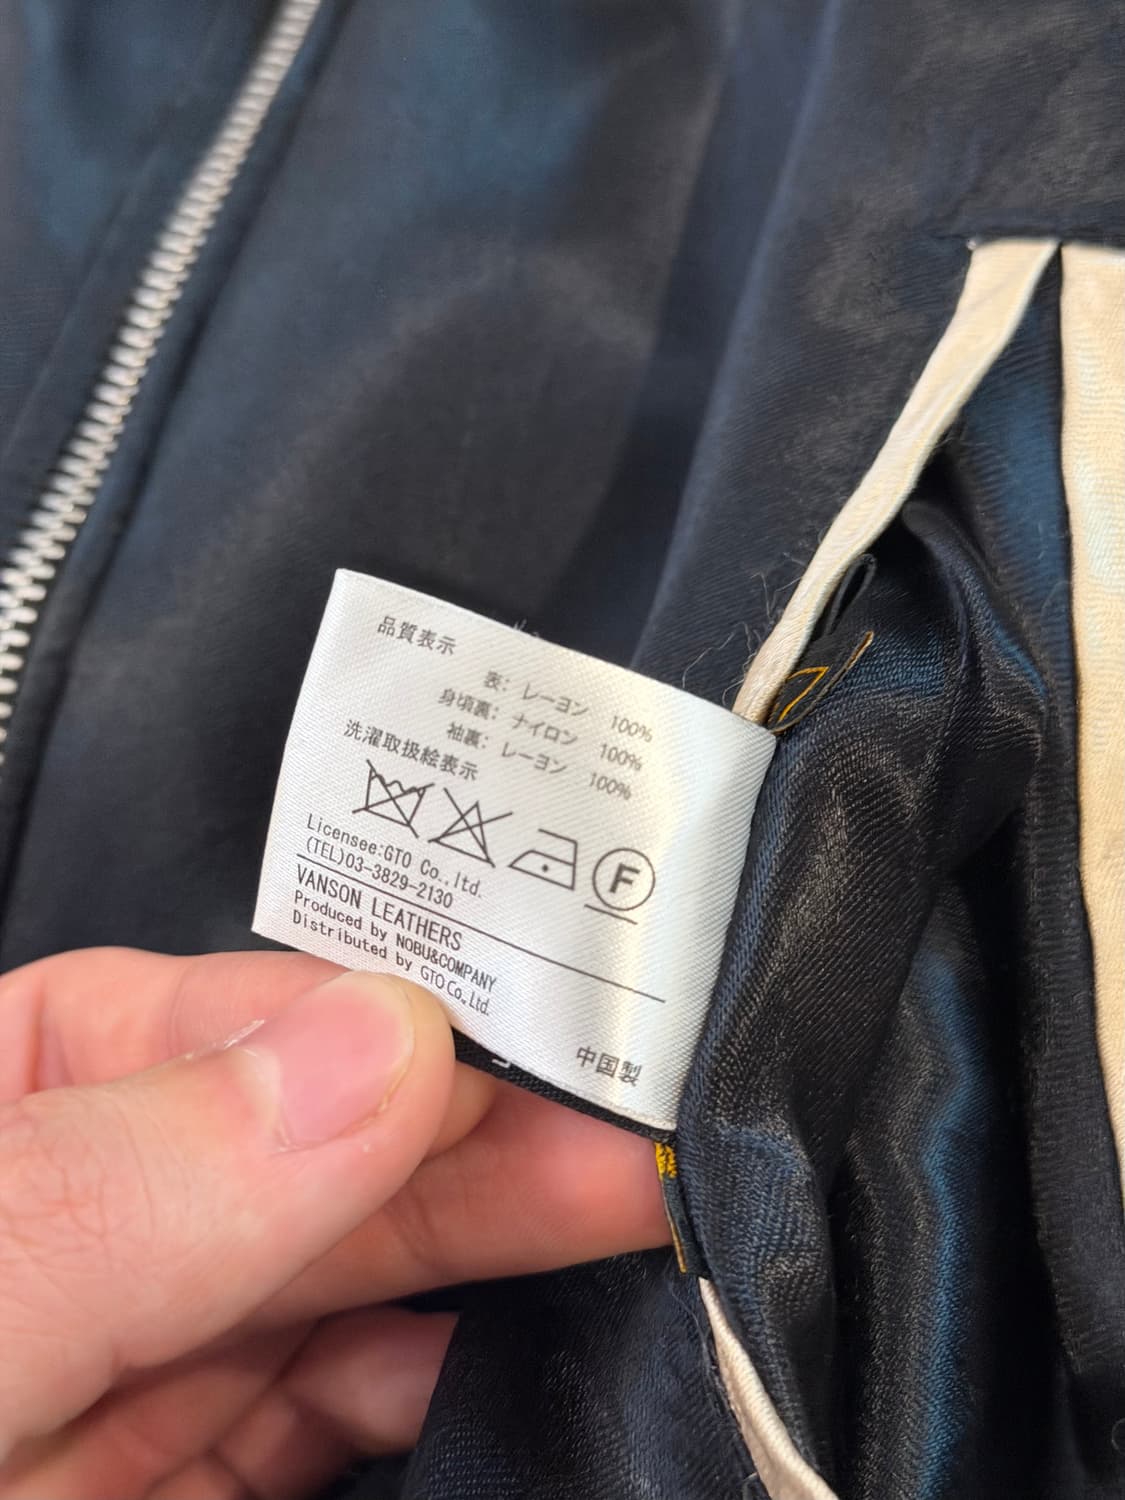 品質表示
表: レーヨン 100%
身頃裏: ナイロン 100%
袖裏: レーヨン 100%
洗濯取扱絵表示
F
Licensee:GTO Co.,ltd.
(TEL)03-3829-2130
VANSON LEATHERS
Produced by NOBU&COMPANY
Distributed by GTO Co.,Ltd.
中国製